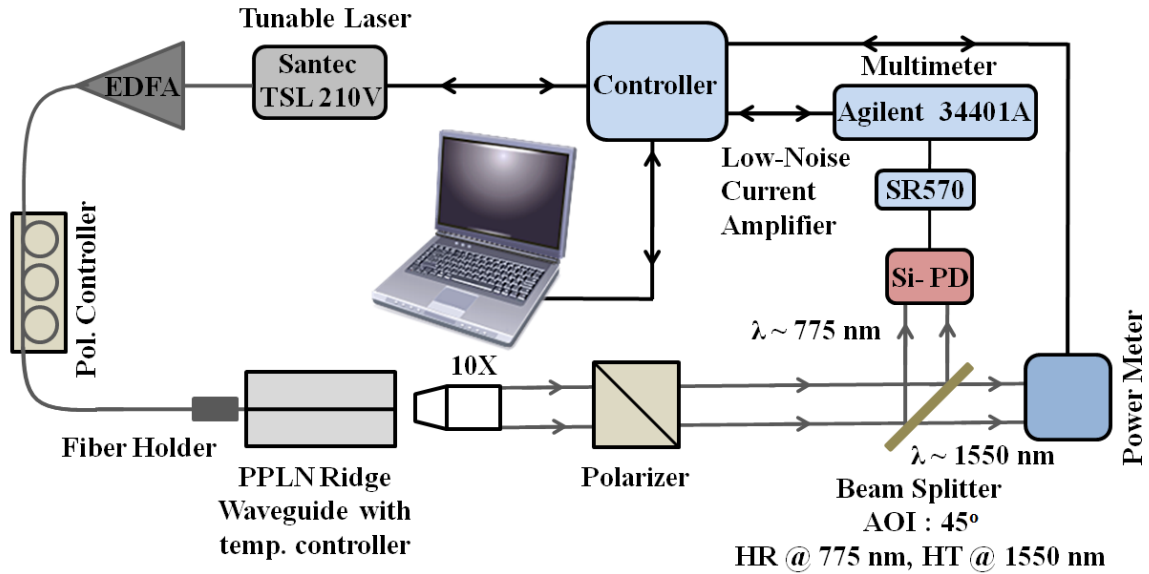 Tunable Laser
EDFA
Santec
TSL 210V
Controller
Multimeter
Agilent 34401A
Low-Noise
Current
Amplifier
SR570
Si- PD
λ ~ 775 nm
Pol. Controller
10X
Fiber Holder
PPLN Ridge
Waveguide with
temp. controller
Polarizer
λ ~ 1550 nm
Power Meter
Beam Splitter
AOI : 45º
HR @ 775 nm, HT @ 1550 nm